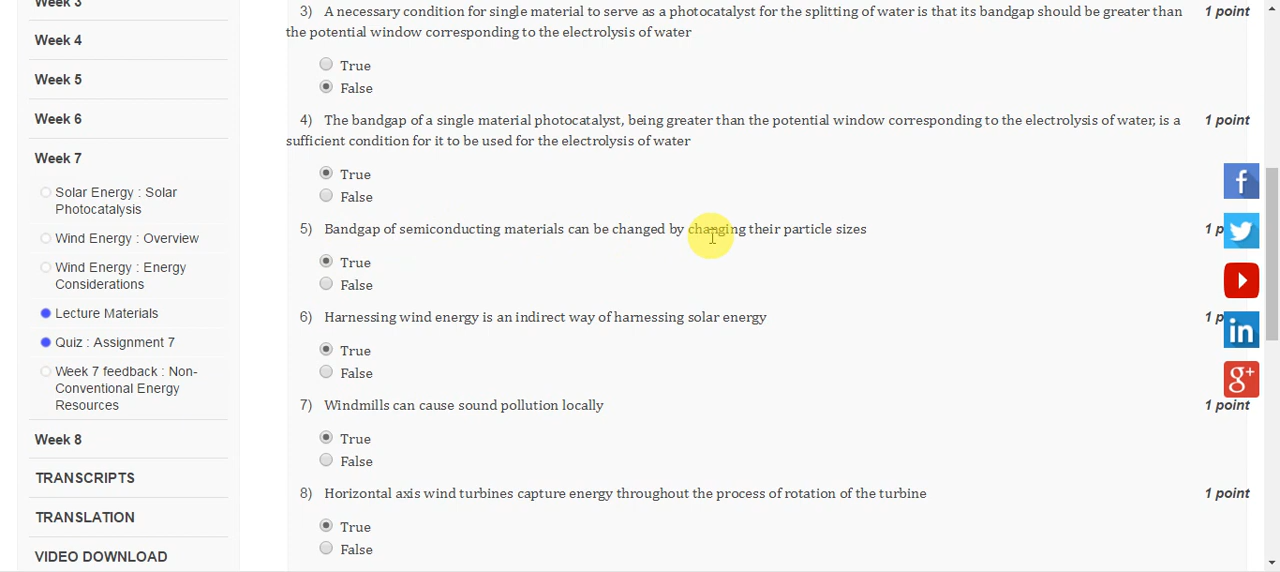 Week 3
Week 4
Week 5
Week 6
Week 7
Solar Energy : Solar
Photocatalysis
Wind Energy : Overview
Wind Energy : Energy
Considerations
Lecture Materials
Quiz : Assignment 7
Week 7 feedback : Non-
Conventional Energy
Resources
Week 8
TRANSCRIPTS
TRANSLATION
VIDEO DOWNLOAD
3) A necessary condition for single material to serve as a photocatalyst for the splitting of water is that its bandgap should be greater than 1 point
the potential window corresponding to the electrolysis of water
True
False
4) The bandgap of a single material photocatalyst, being greater than the potential window corresponding to the electrolysis of water, is a 1 point
sufficient condition for it to be used for the electrolysis of water
True
False
5) Bandgap of semiconducting materials can be changed by changing their particle sizes 1 p
True
False
6) Harnessing wind energy is an indirect way of harnessing solar energy 1 p
True
False
7) Windmills can cause sound pollution locally 1 point
True
False
8) Horizontal axis wind turbines capture energy throughout the process of rotation of the turbine 1 point
True
False
f
in
g+